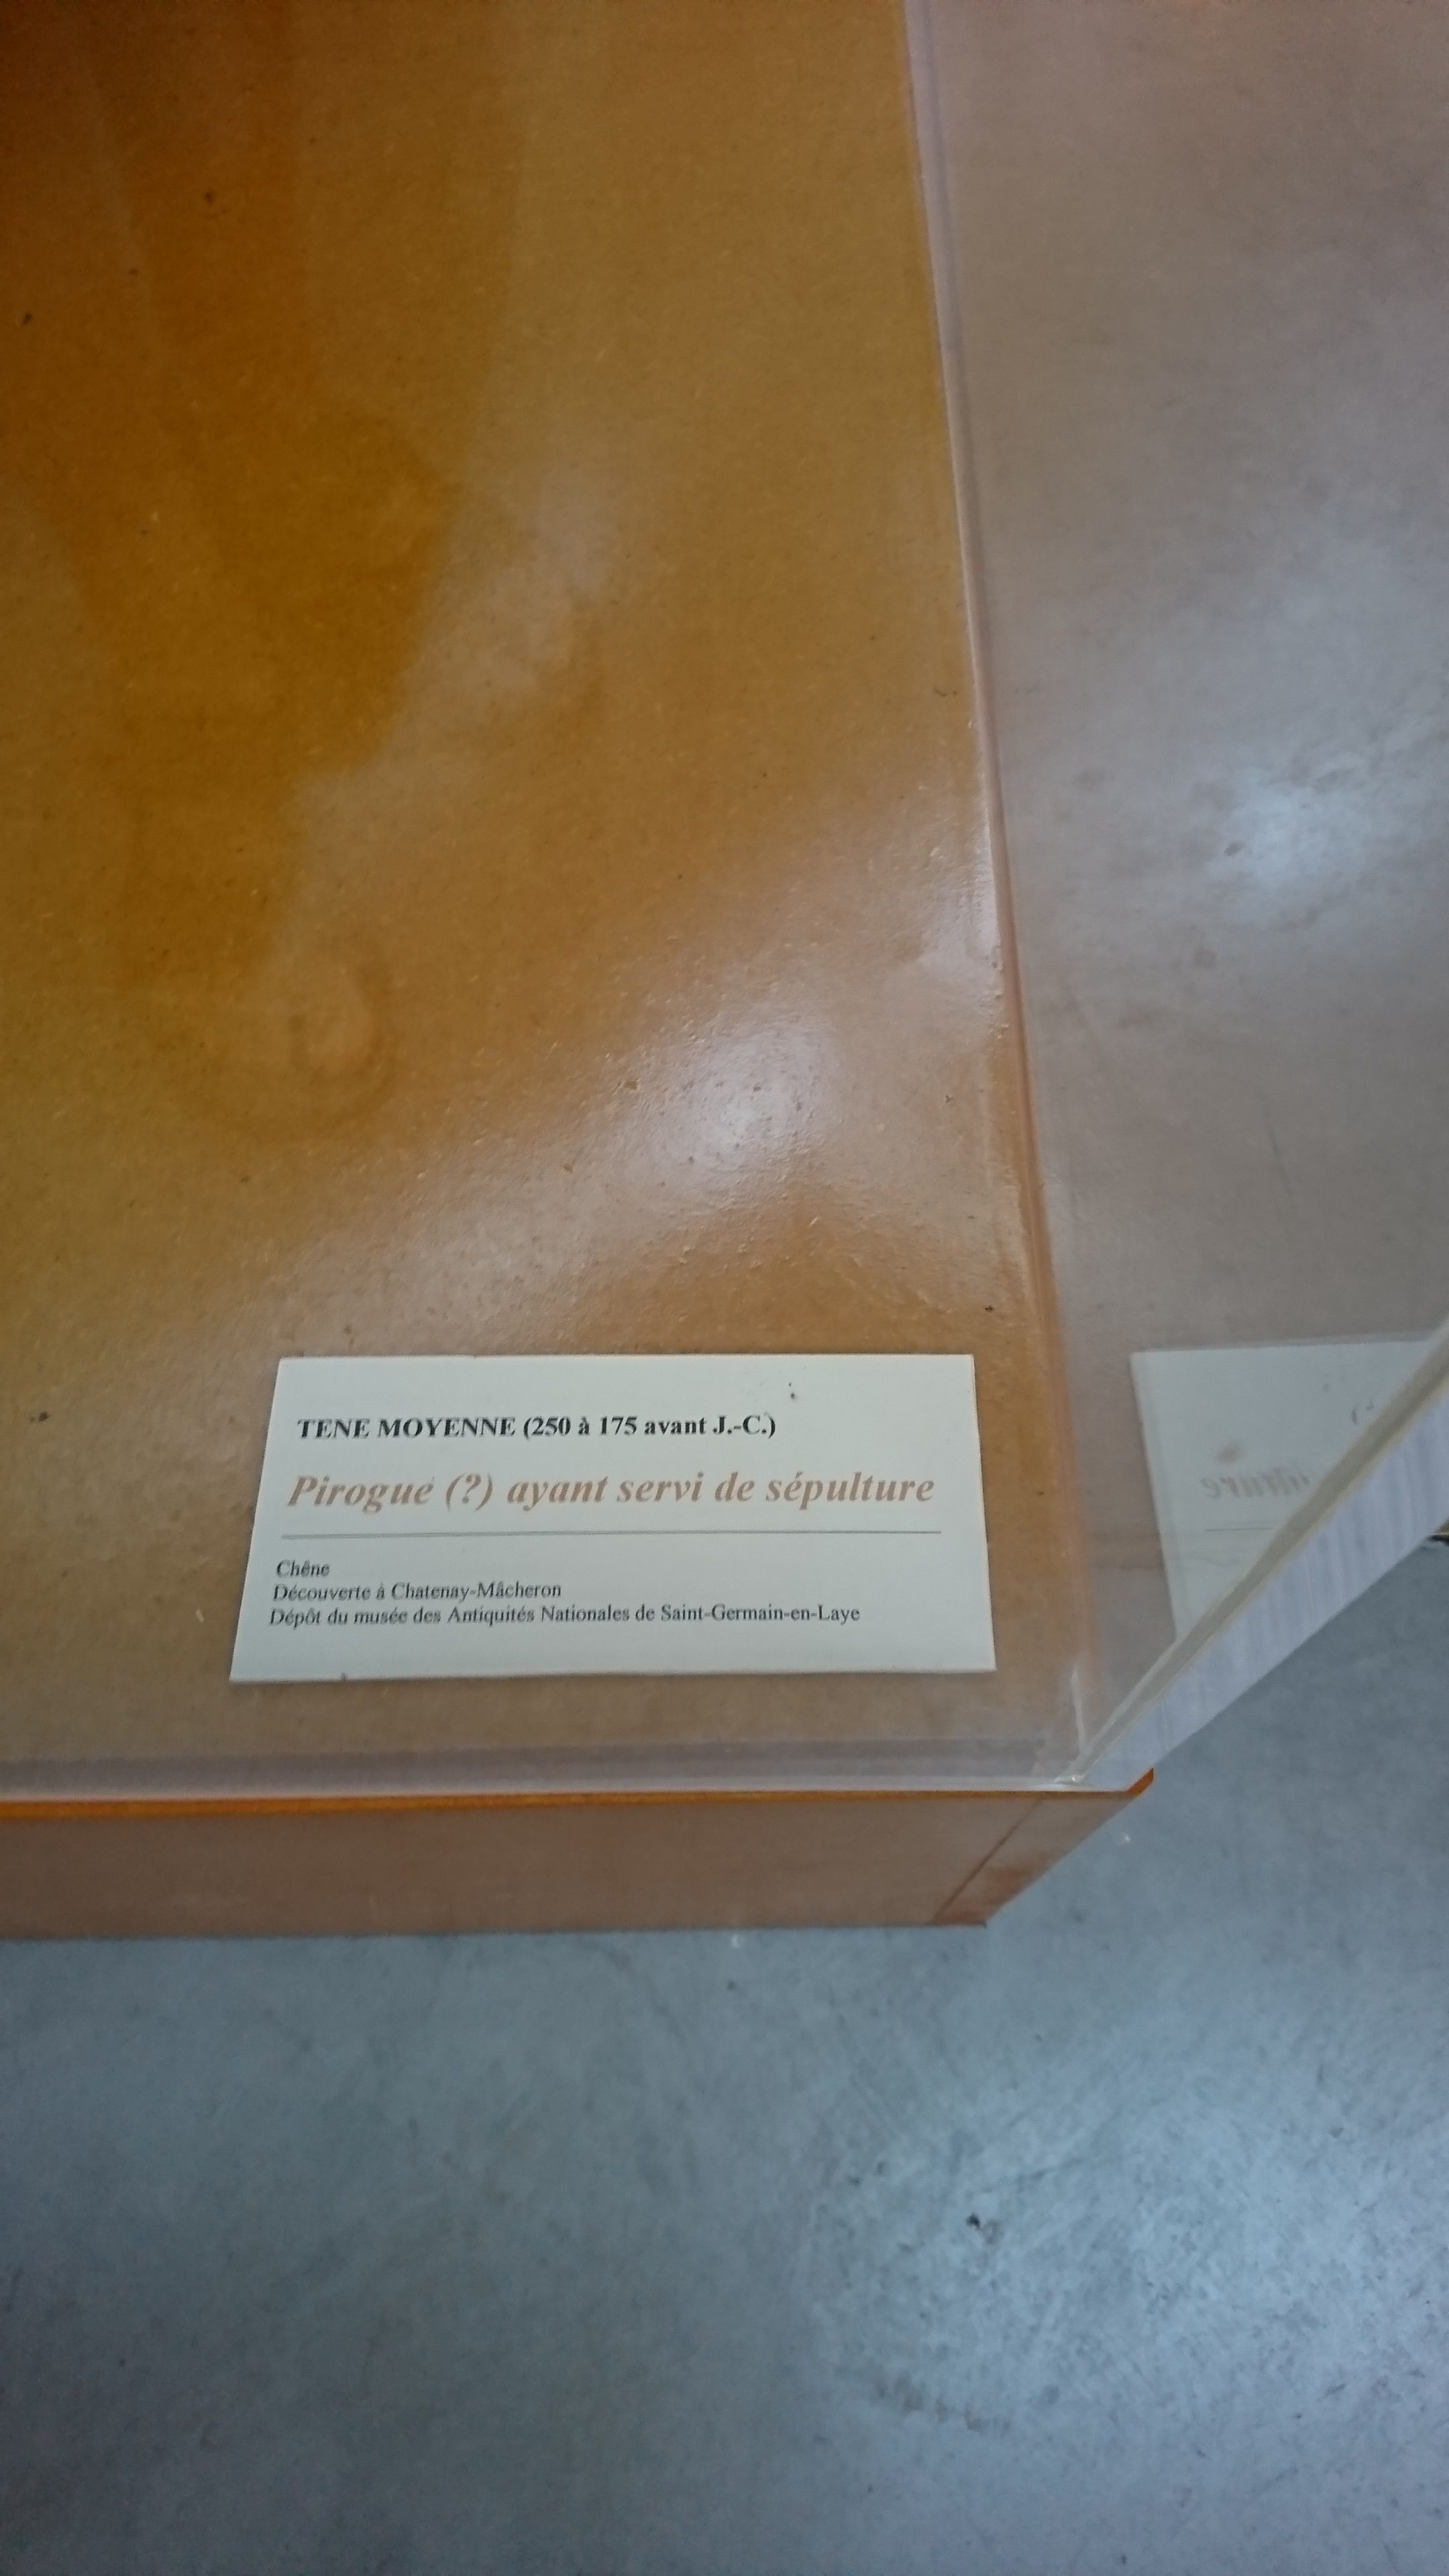 TENE MOYENNE (250 à 175 avant J.-C.)
Pirogue (?) ayant servi de sépulture
Chêne
Découverte à Chatenay-Mâcheron
Dépôt du musée des Antiquités Nationales de Saint-Germain-en-Laye